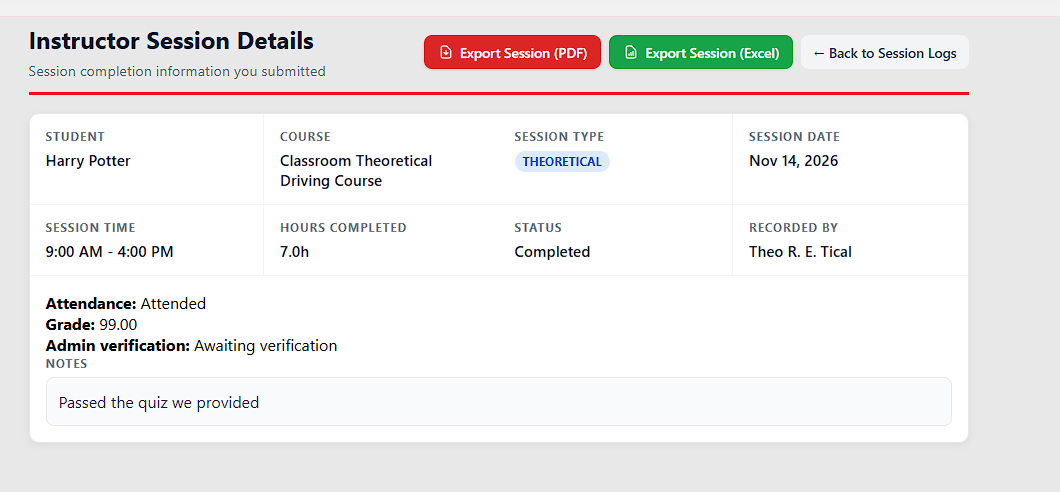 Instructor Session Details
Session completion information you submitted
Export Session (PDF)
Export Session (Excel)
← Back to Session Logs
STUDENT
Harry Potter
COURSE
Classroom Theoretical
Driving Course
SESSION TYPE
THEORETICAL
SESSION DATE
Nov 14, 2026
SESSION TIME
9:00 AM - 4:00 PM
HOURS COMPLETED
7.0h
STATUS
Completed
RECORDED BY
Theo R. E. Tical
Attendance: Attended
Grade: 99.00
Admin verification: Awaiting verification
NOTES
Passed the quiz we provided